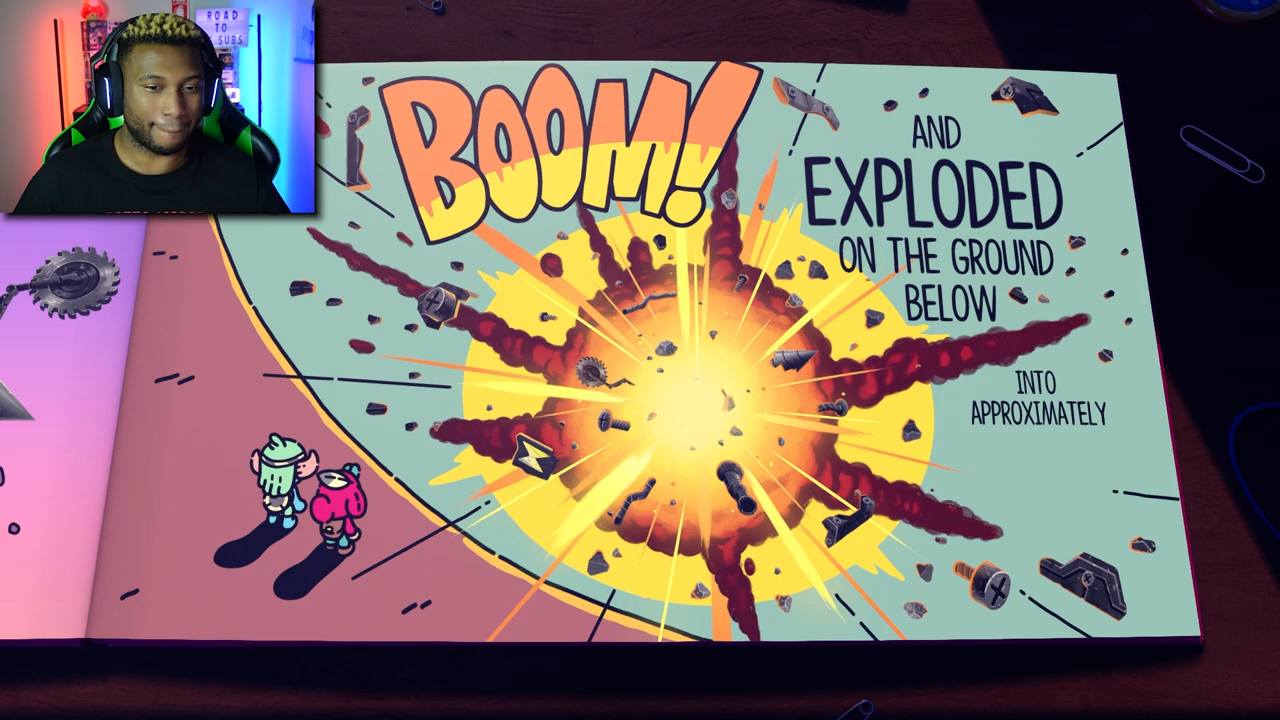 ROAD
TO
SUBS
BOOM!
AND
EXPLODED
ON THE GROUND
BELOW
INTO
APPROXIMATELY